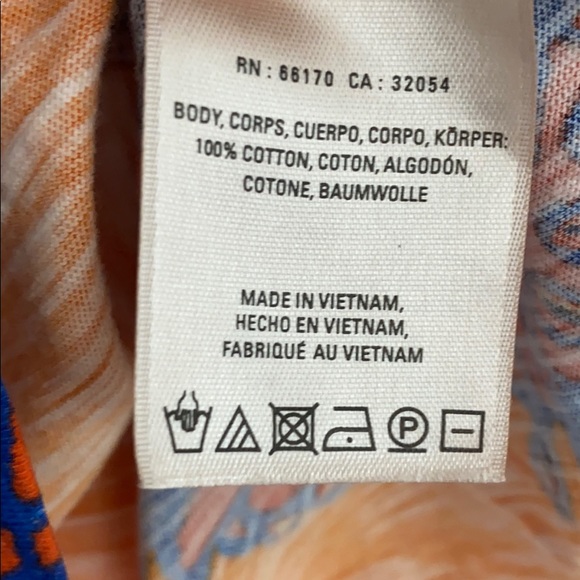 RN : 66170 CA : 32054
BODY, CORPS, CUERPO, CORPO, KÖRPER:
100% COTTON, COTON, ALGODÓN,
COTONE, BAUMWOLLE
MADE IN VIETNAM,
HECHO EN VIETNAM,
FABRIQUÉ AU VIETNAM
P